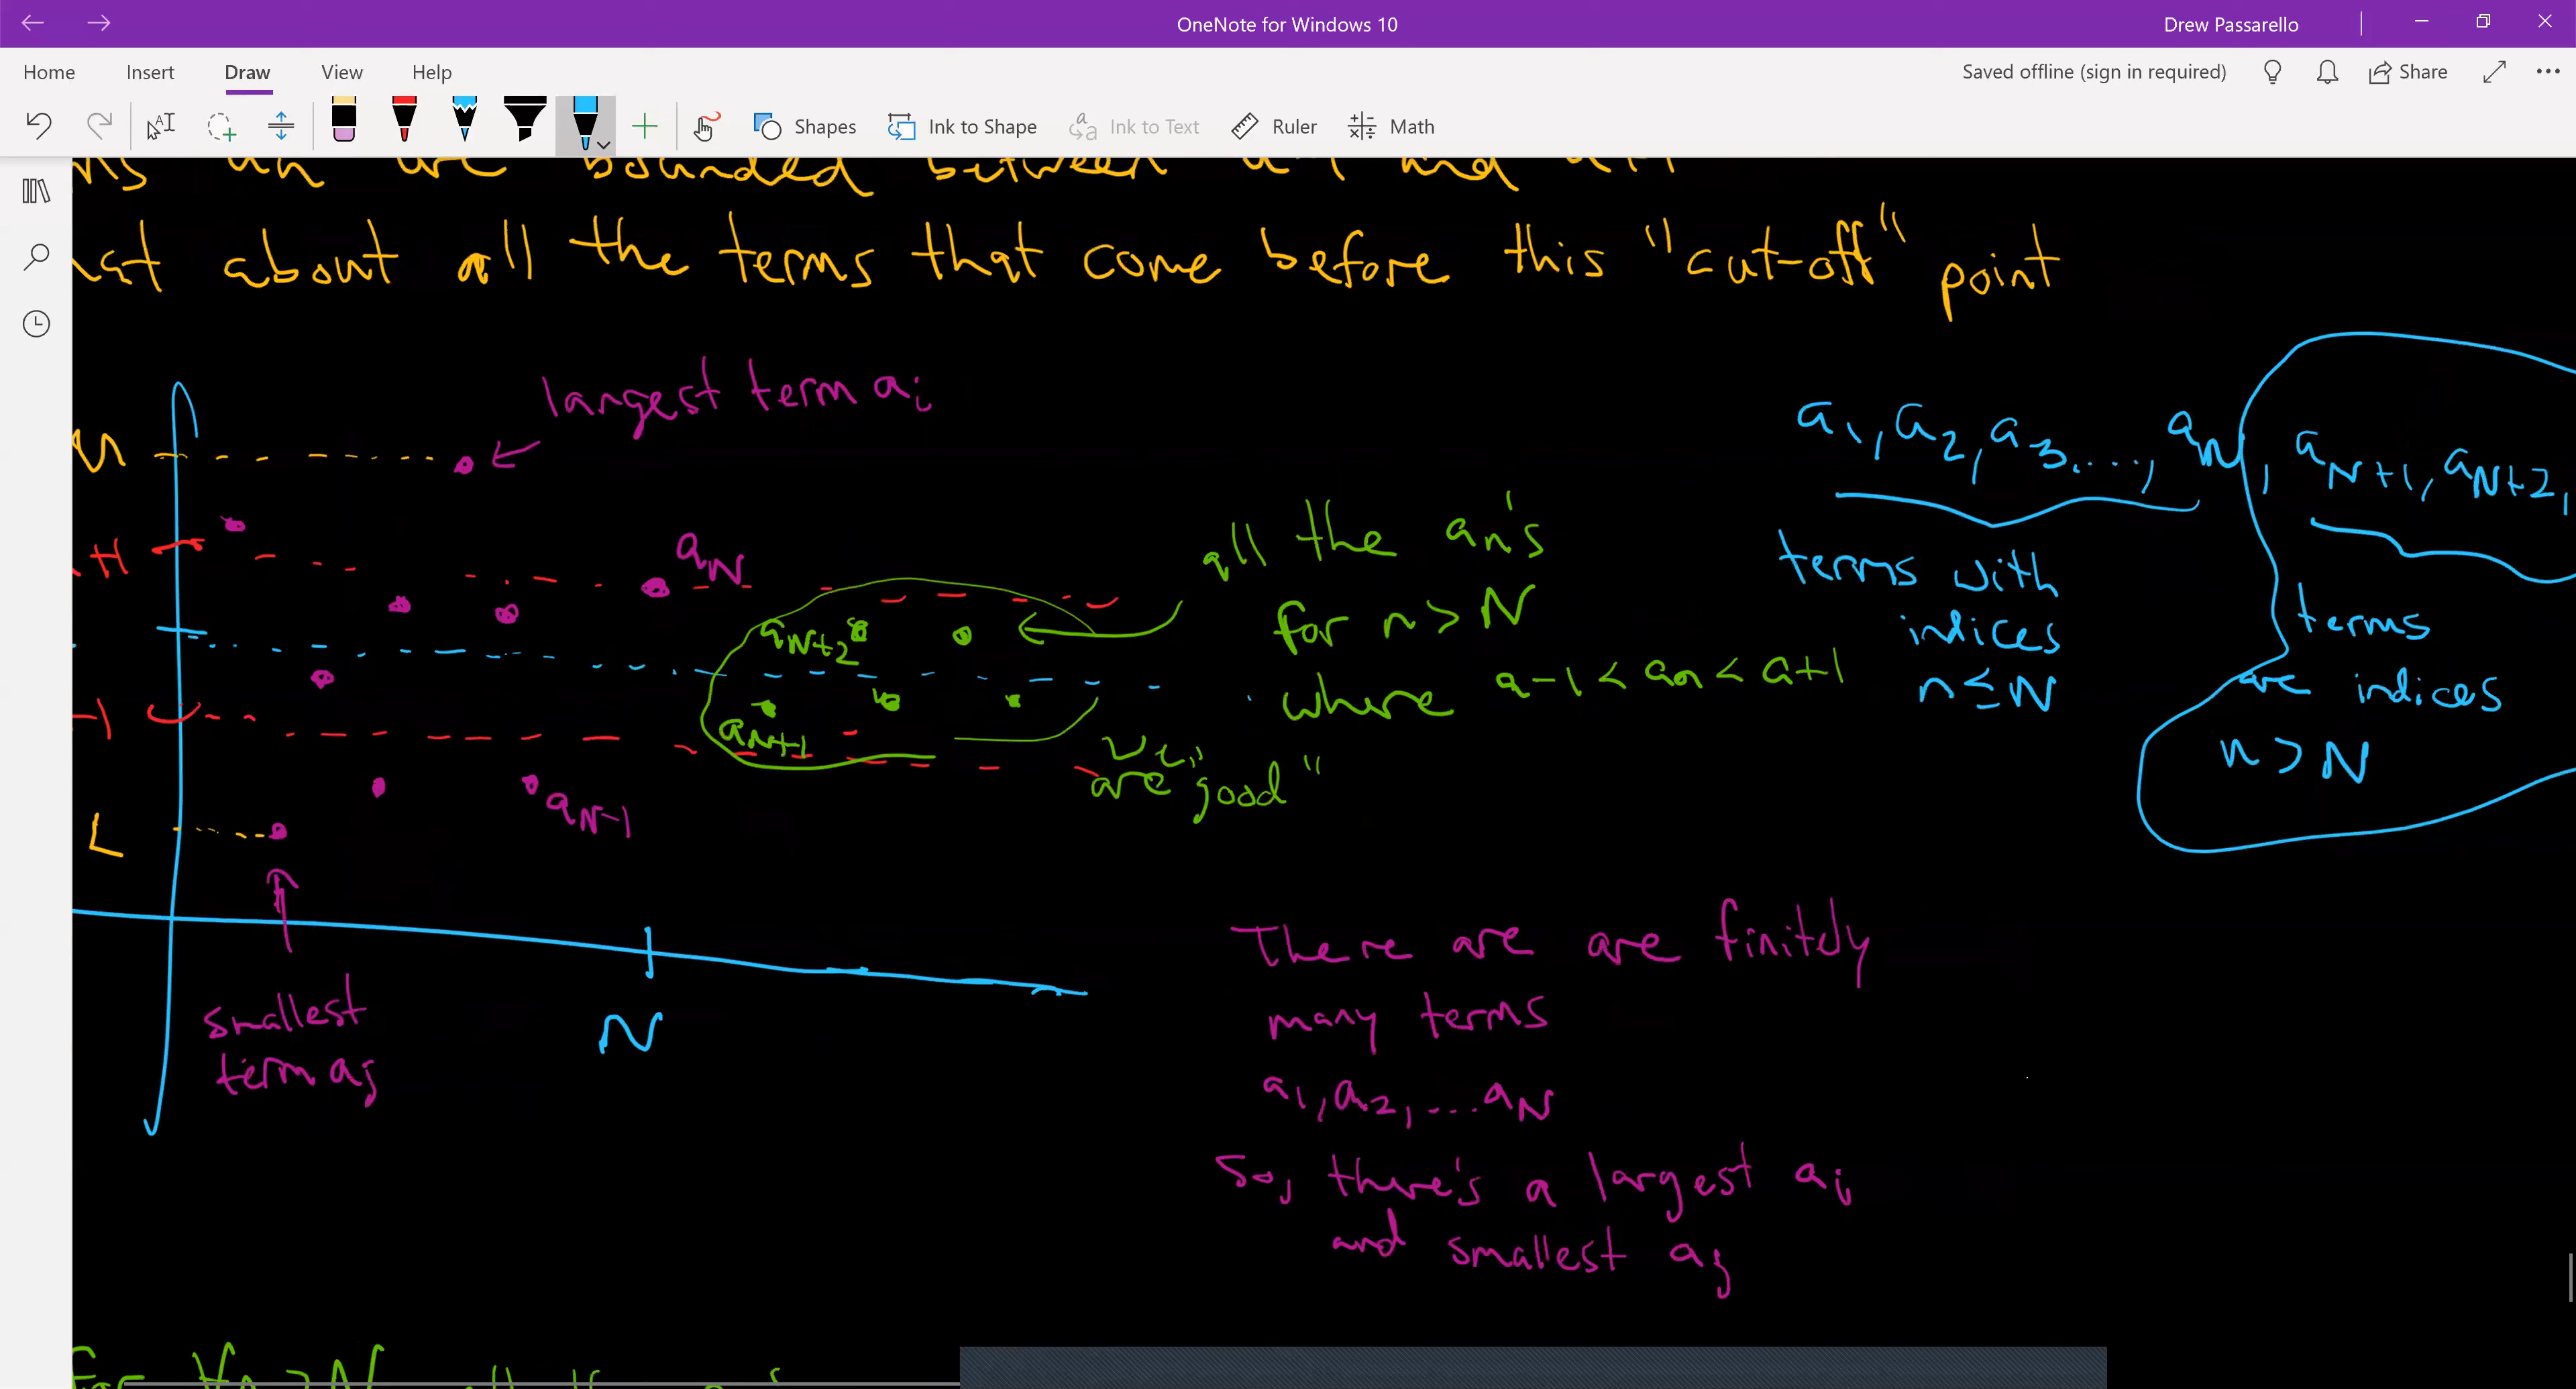 OneNote for Windows 10
Drew Passarello
Home Insert Draw View Help
Saved offline (sign in required)
Share
Shapes
Ink to Shape
Ink to Text
Ruler
Math
bounded between and
about all the terms that come before this "cut-off" point
largest term ai
M
a1, a2, a3, ..., an, aN+1, aN+2,
aN
all the an's
for n > N
where a-1 < an < a+1
are good"
aN+2
aN+1
aN-1
L
terms with
indices
n ≤ N
terms
are indices
n > N
smallest
term aj
N
There are are finitely
many terms
a1, a2, ... aN
So, there's a largest ai
and smallest aj